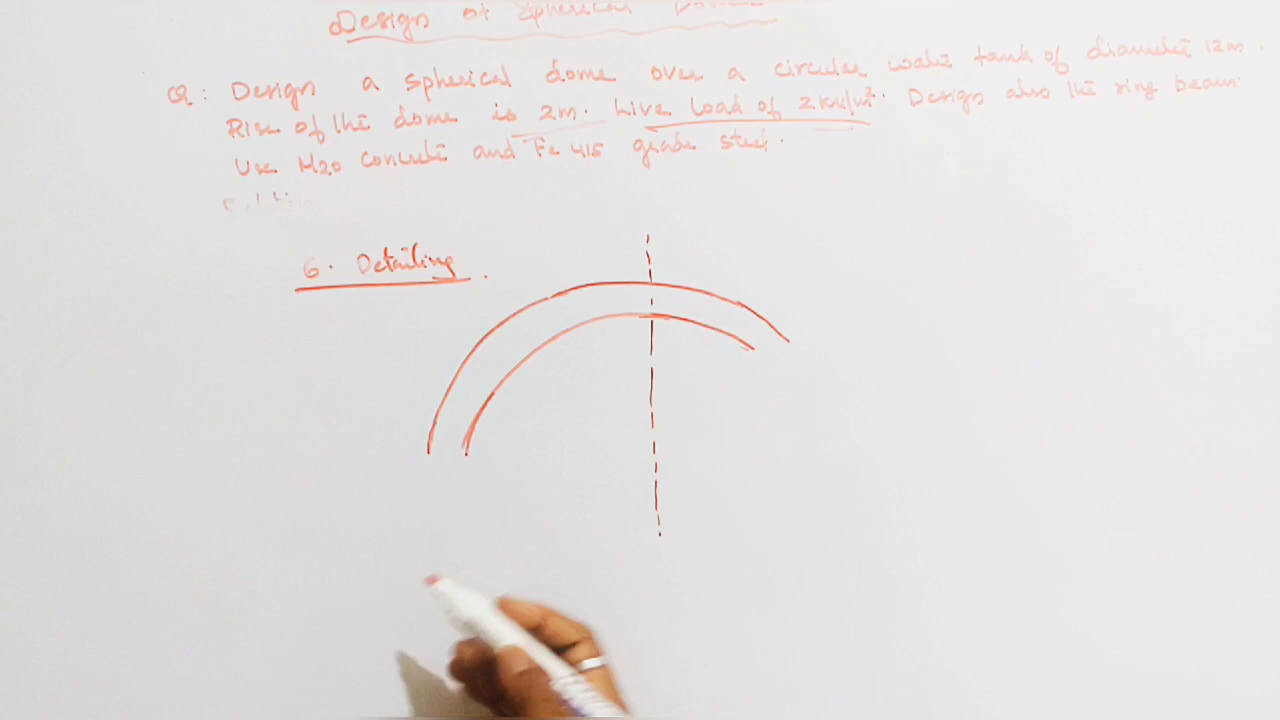 Design of Spherical
Q: Design a spherical dome over a circular water tank of diameter 12m.
Rise of the dome is 2m. Live load of 2kN/m². Design also the ring beam.
Use M20 concrete and Fe 415 grade steel.
6. Detailing.